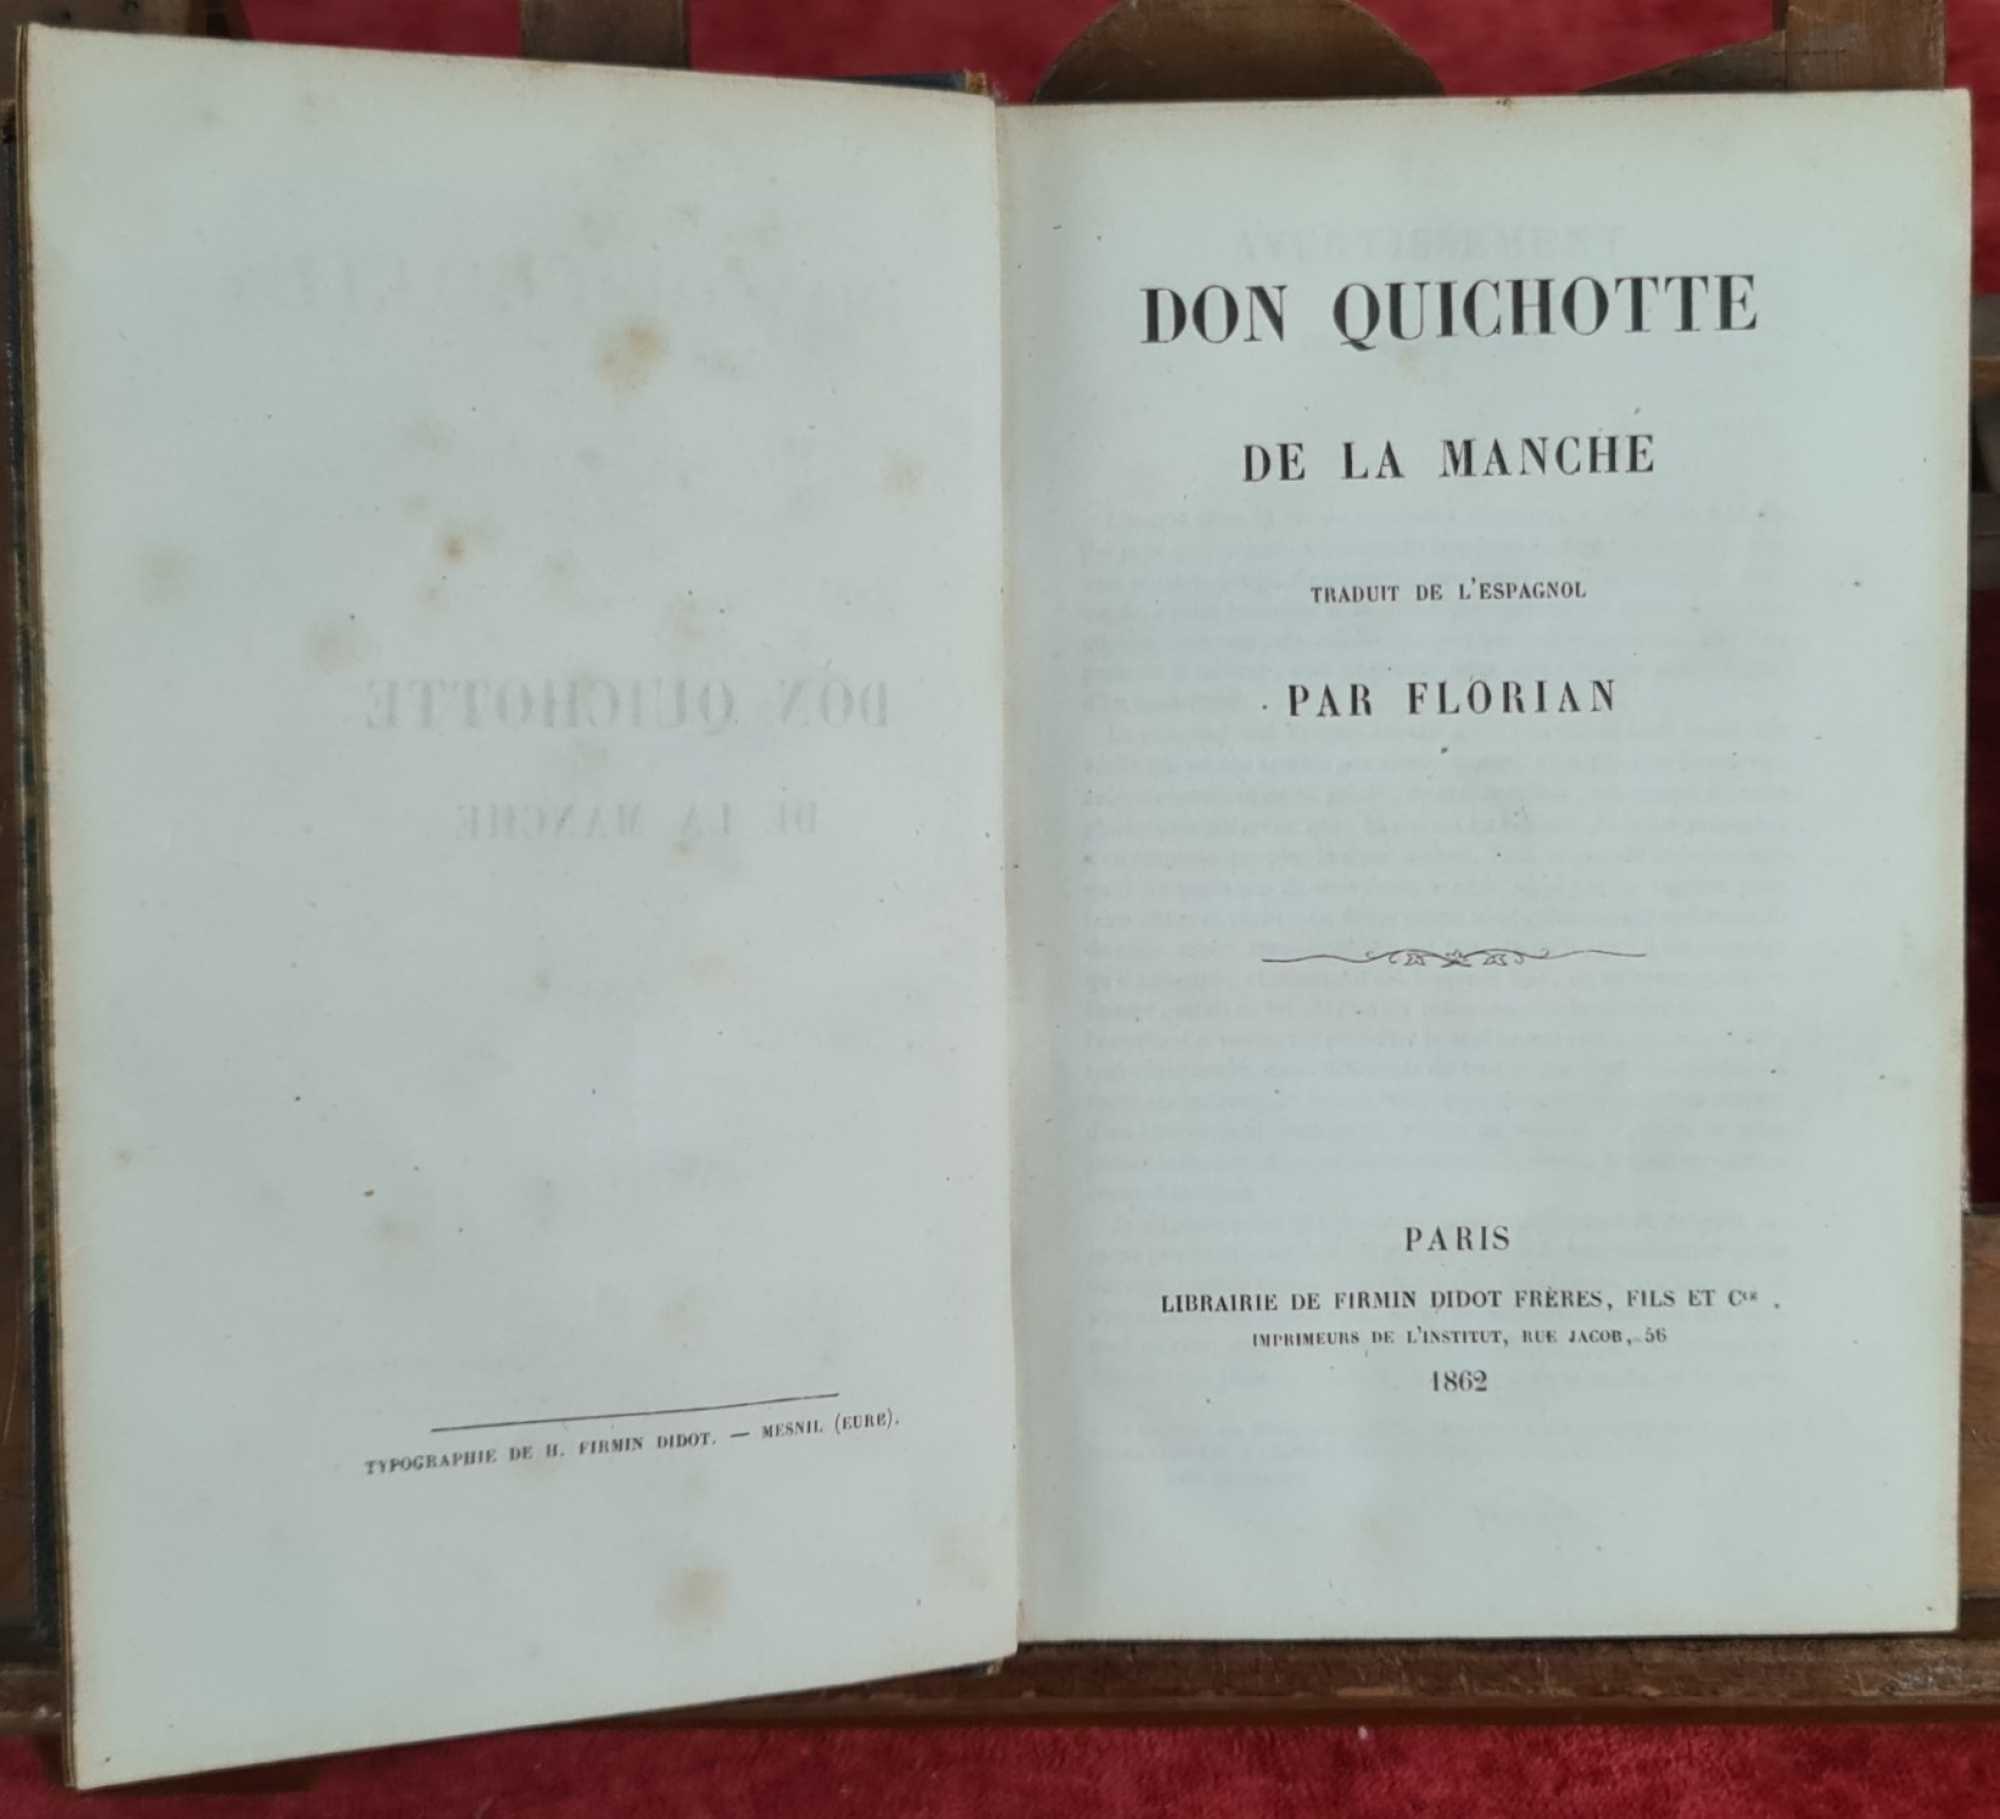 TYPOGRAPHIE DE H. FIRMIN DIDOT. — MESNIL (EURE).
DON QUICHOTTE
DE LA MANCHE
TRADUIT DE L'ESPAGNOL
PAR FLORIAN
PARIS
LIBRAIRIE DE FIRMIN DIDOT FRÈRES, FILS ET Cie
IMPRIMEURS DE L'INSTITUT, RUE JACOB, 56
1862